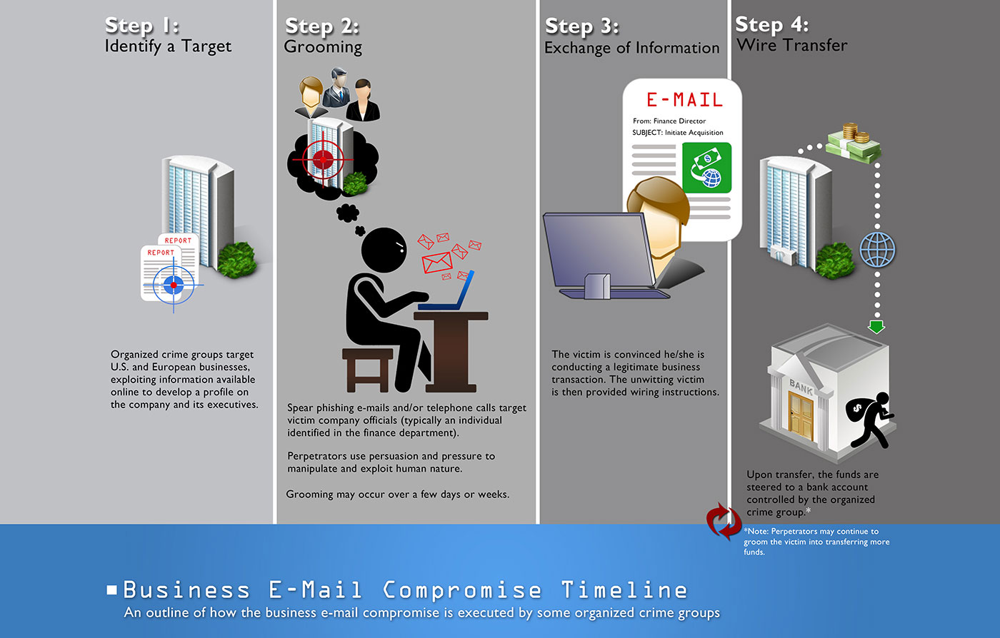 Step 1:
Identify a Target
REPORT
REPORT
Organized crime groups target
U.S. and European businesses,
exploiting information available
online to develop a profile on
the company and its executives.
Step 2:
Grooming
Spear phishing e-mails and/or telephone calls target
victim company officials (typically an individual
identified in the finance department).
Perpetrators use persuasion and pressure to
manipulate and exploit human nature.
Grooming may occur over a few days or weeks.
Step 3:
Exchange of Information
E-MAIL
From: Finance Director
SUBJECT: Initiate Acquisition
$
The victim is convinced he/she is
conducting a legitimate business
transaction. The unwitting victim
is then provided wiring instructions.
Step 4:
Wire Transfer
BANK
$
Upon transfer, the funds are
steered to a bank account
controlled by the organized
crime group.*
*Note: Perpetrators may continue to
groom the victim into transferring more
funds.
Business E-Mail Compromise Timeline
An outline of how the business e-mail compromise is executed by some organized crime groups